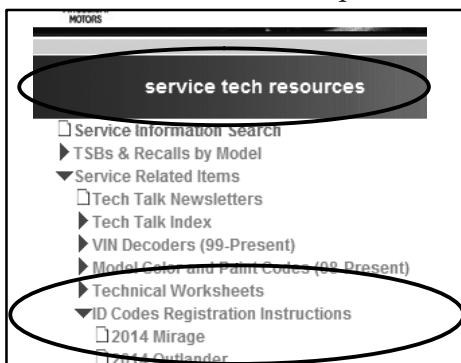 MOTORS
service tech resources
Service Information Search
TSBs & Recalls by Model
Service Related Items
Tech Talk Newsletters
Tech Talk Index
VIN Decoders (99-Present)
Model Color and Paint Codes (98-Present)
Technical Worksheets
ID Codes Registration Instructions
2014 Mirage
2014 Outlander